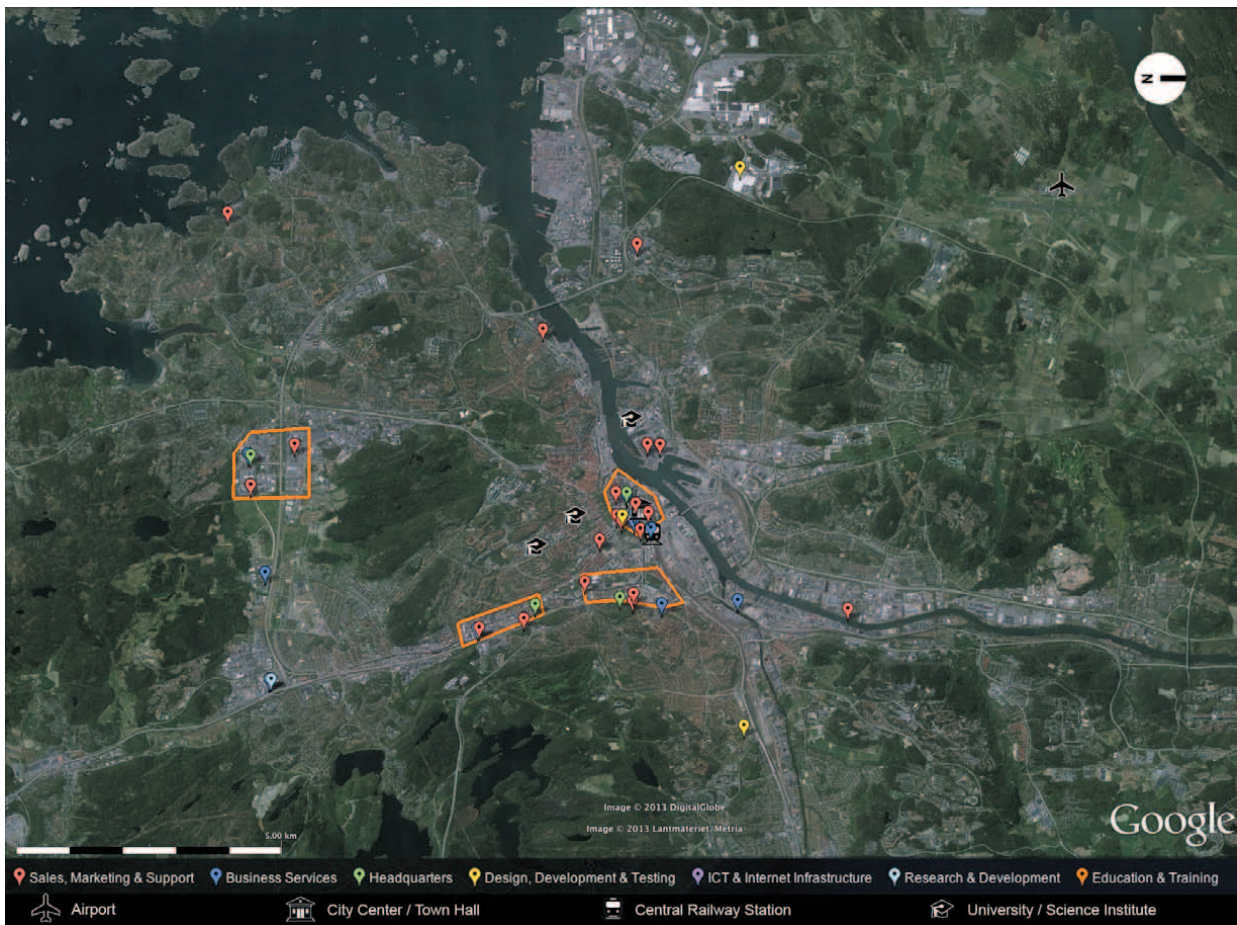 N
Image © 2013 DigitalGlobe
Image © 2013 Lantmateriet Metria
Google
5.00 km
Sales, Marketing & Support Business Services Headquarters Design, Development & Testing ICT & Internet Infrastructure Research & Development Education & Training
Airport City Center / Town Hall Central Railway Station University / Science Institute